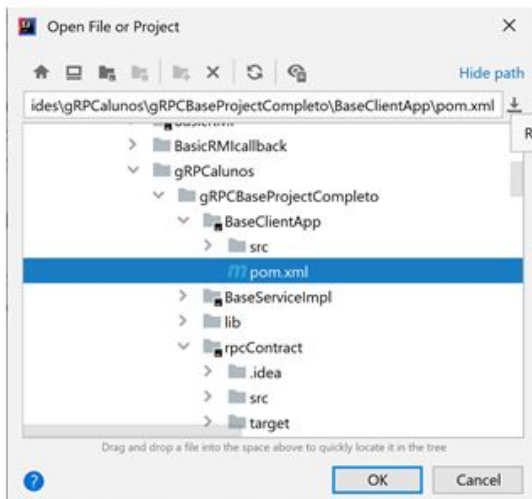 Open File or Project
Hide path
ides\gRPCalunos\gRPCBaseProjectCompleto\BaseClientApp\pom.xml
R
BasicRMIcallback
gRPCalunos
gRPCBaseProjectCompleto
BaseClientApp
src
pom.xml
BaseServiceImpl
lib
rpcContract
.idea
src
target
Drag and drop a file into the space above to quickly locate it in the tree
? OK Cancel